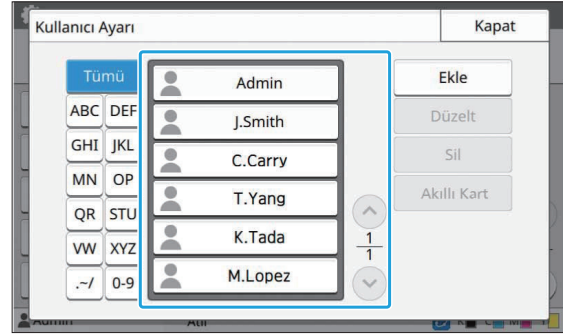 Kullanıcı Ayarı
Kapat
Tümü
ABC DEF
GHI JKL
MN OP
QR STU
VW XYZ
.~/ 0-9
Admin
J.Smith
C.Carry
T.Yang
K.Tada
M.Lopez
1
1
Ekle
Düzelt
Sil
Akıllı Kart